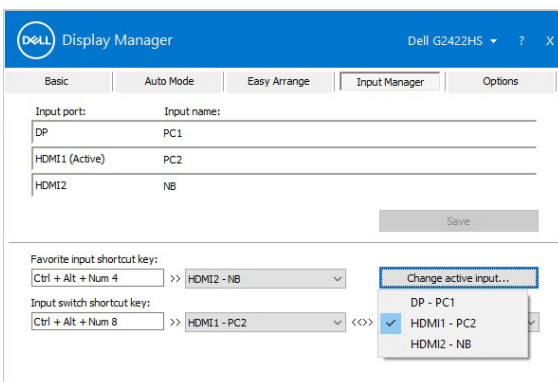 DELL Display Manager Dell G2422HS ? X
Basic Auto Mode Easy Arrange Input Manager Options
Input port: Input name:
DP PC1
HDMI1 (Active) PC2
HDMI2 NB
Save
Favorite input shortcut key:
Ctrl + Alt + Num 4 >> HDMI2 - NB Change active input...
Input switch shortcut key:
Ctrl + Alt + Num 8 >> HDMI1 - PC2 <<>>
DP - PC1
HDMI1 - PC2
HDMI2 - NB